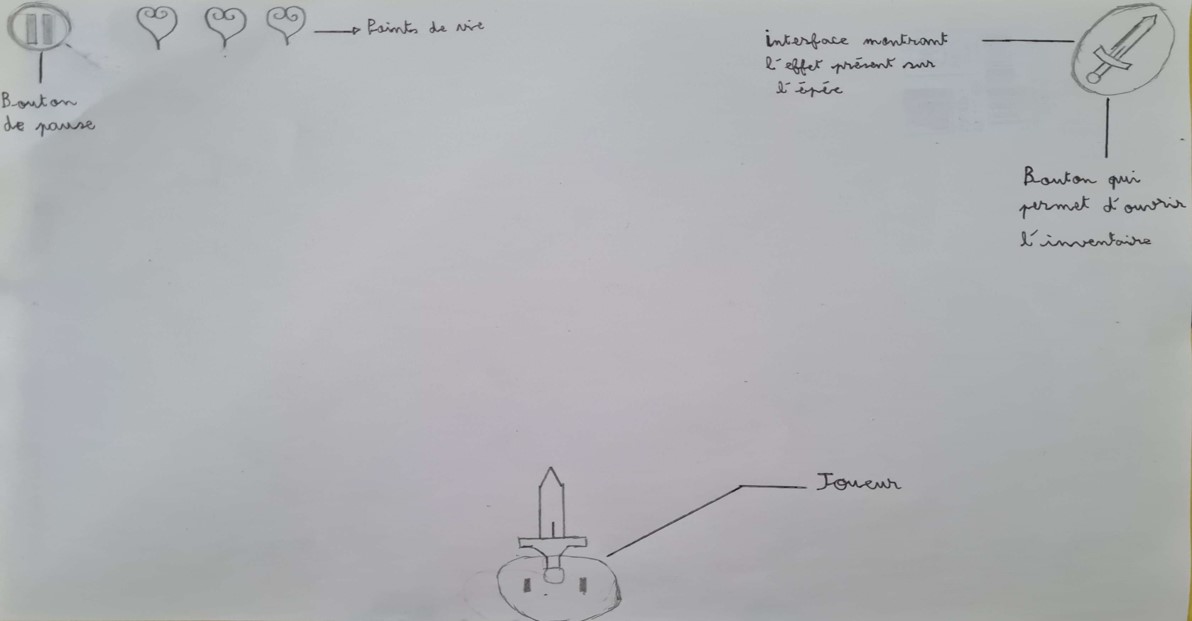 Points de vie
Bouton
de pause
interface montrant
l'effet présent sur
l'épée
Bouton qui
permet d'ouvrir
l'inventaire
Joueur